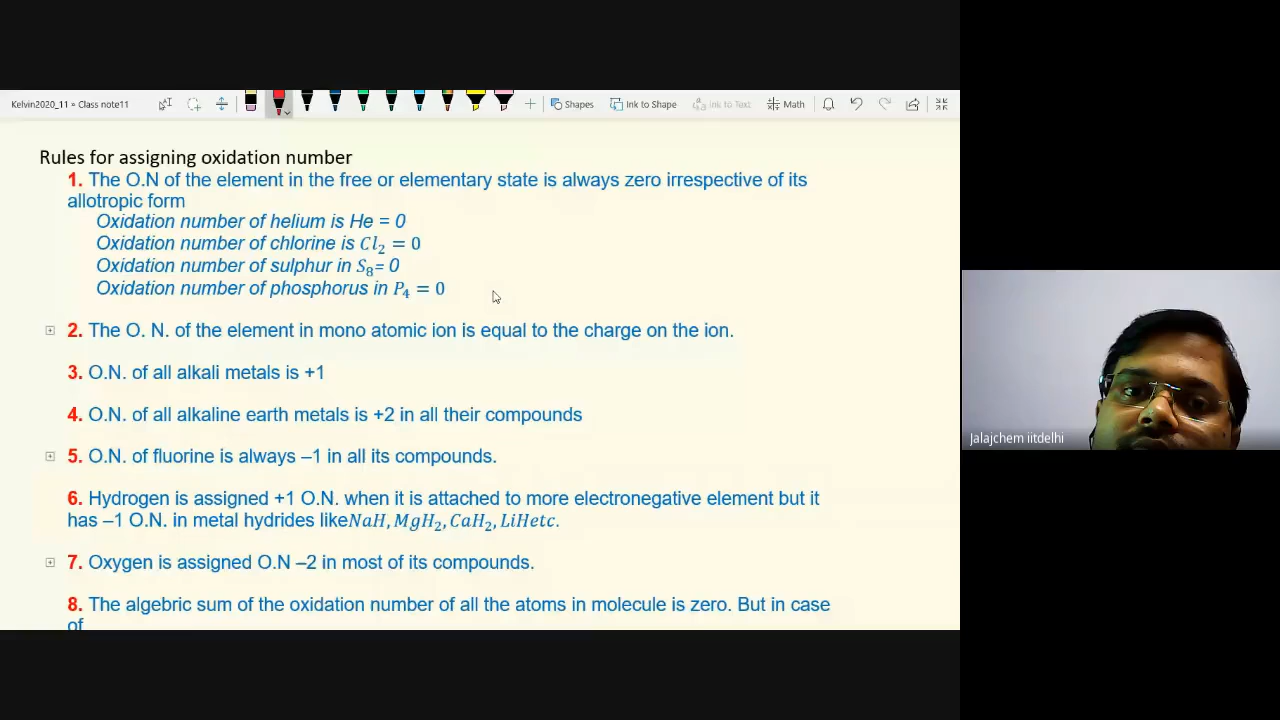 Kelvin2020_11 » Class note11
Shapes
Ink to Shape
Ink to Text
Math
Rules for assigning oxidation number
1. The O.N of the element in the free or elementary state is always zero irrespective of its
allotropic form
Oxidation number of helium is He = 0
Oxidation number of chlorine is Cl₂ = 0
Oxidation number of sulphur in S₈= 0
Oxidation number of phosphorus in P₄ = 0
2. The O. N. of the element in mono atomic ion is equal to the charge on the ion.
3. O.N. of all alkali metals is +1
4. O.N. of all alkaline earth metals is +2 in all their compounds
5. O.N. of fluorine is always –1 in all its compounds.
6. Hydrogen is assigned +1 O.N. when it is attached to more electronegative element but it
has –1 O.N. in metal hydrides likeNaH, MgH₂, CaH₂, LiHetc.
7. Oxygen is assigned O.N –2 in most of its compounds.
8. The algebric sum of the oxidation number of all the atoms in molecule is zero. But in case
of
Jalajchem iitdelhi